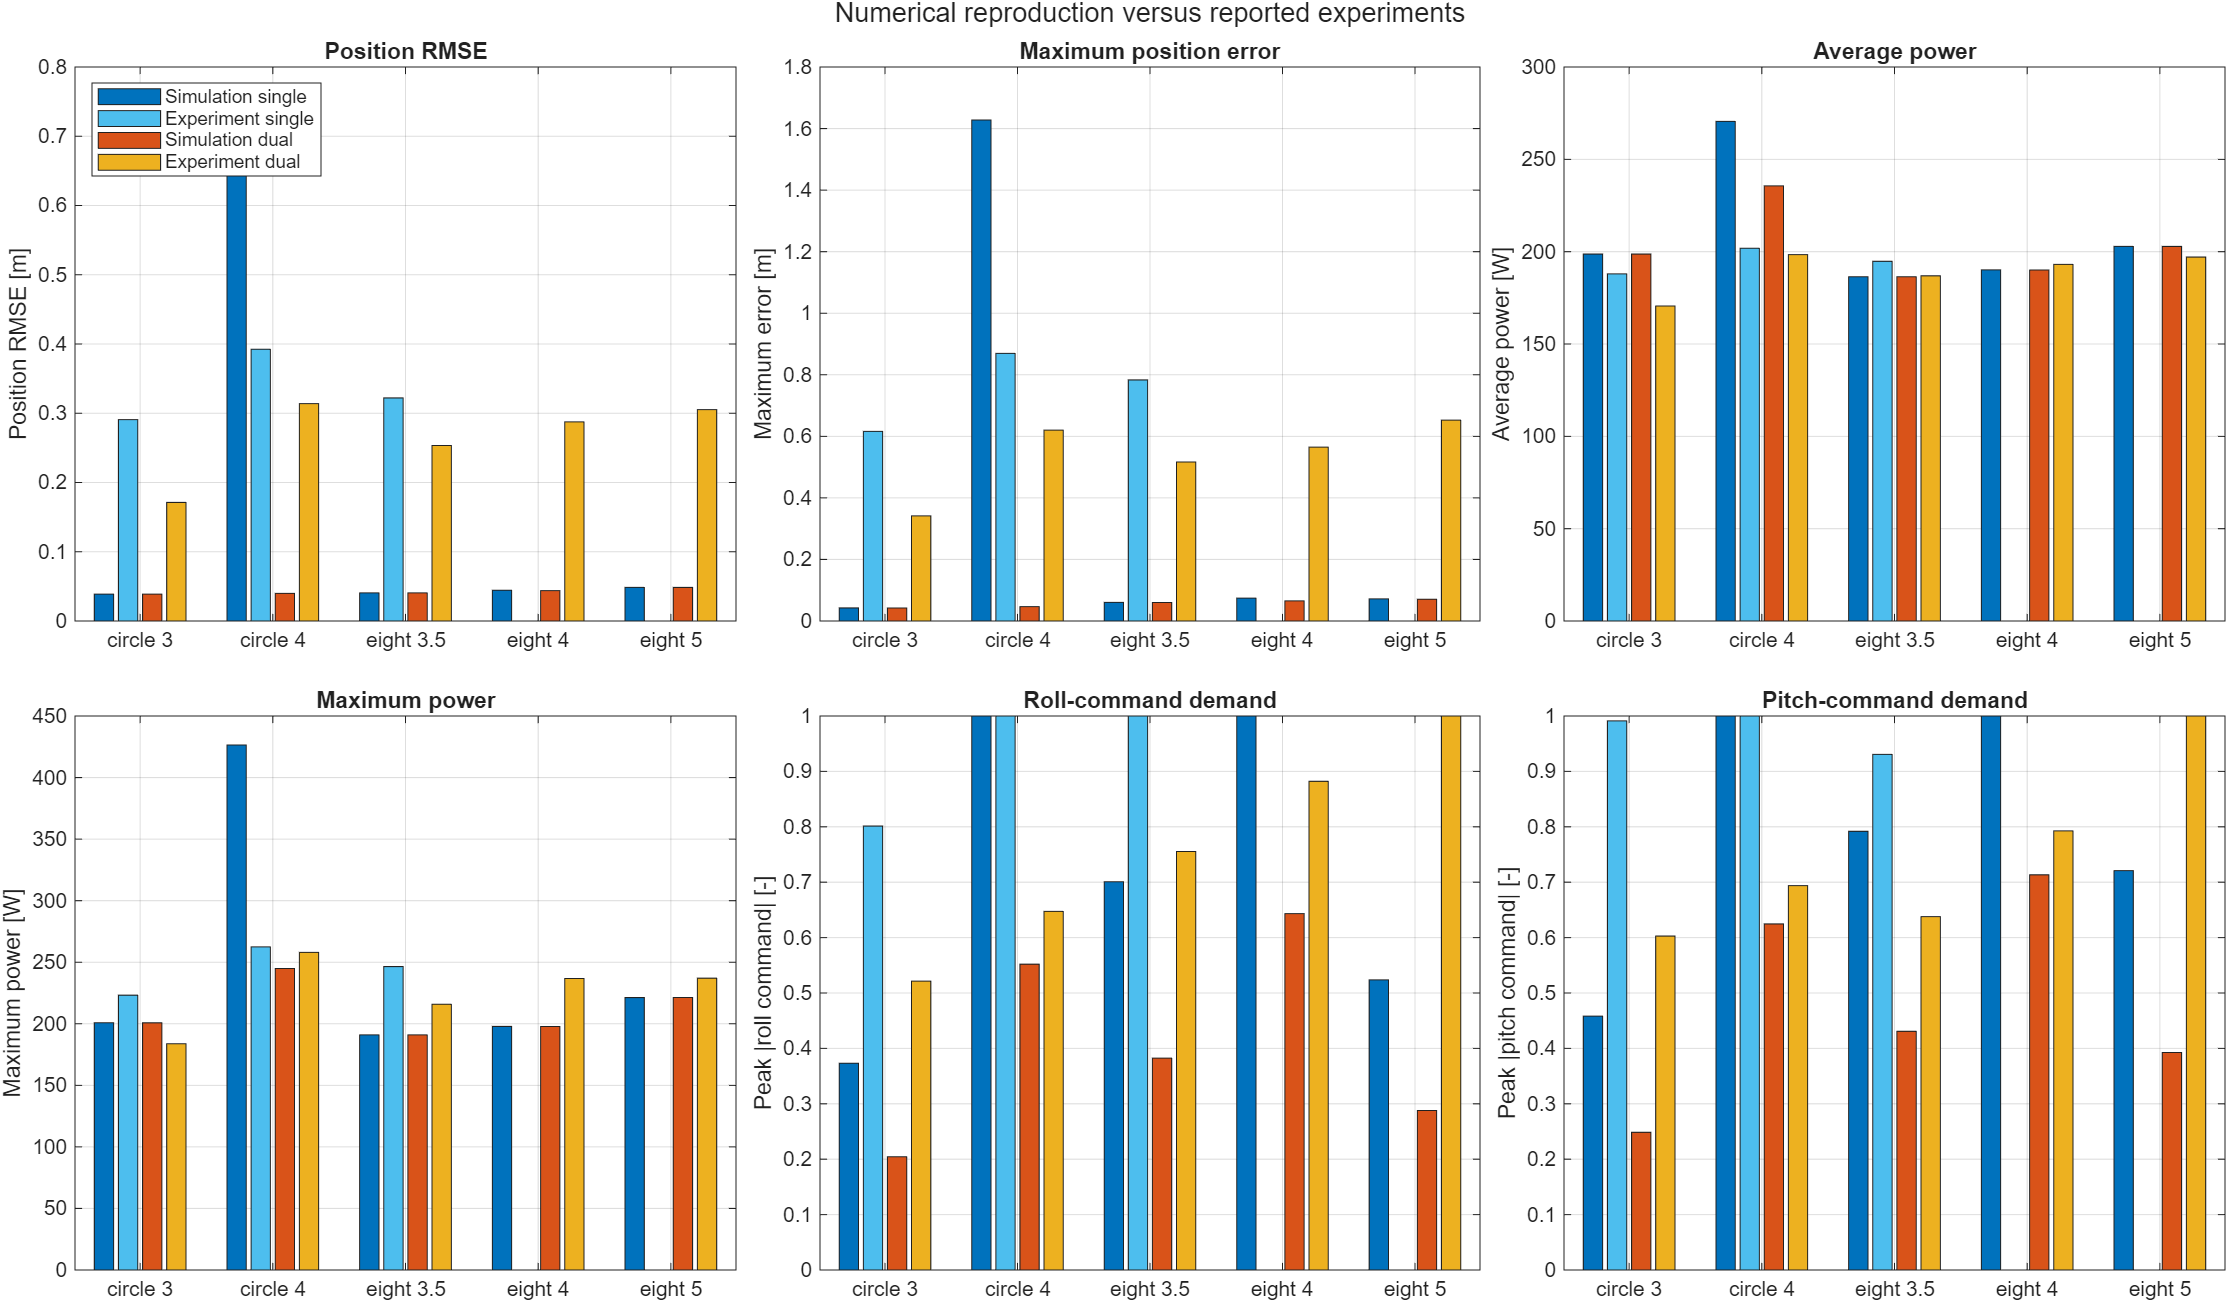 Numerical reproduction versus reported experiments
Position RMSE
Position RMSE [m]
0.8
0.7
0.6
0.5
0.4
0.3
0.2
0.1
0
Simulation single
Experiment single
Simulation dual
Experiment dual
circle 3 circle 4 eight 3.5 eight 4 eight 5
Maximum position error
Maximum error [m]
1.8
1.6
1.4
1.2
1
0.8
0.6
0.4
0.2
0
circle 3 circle 4 eight 3.5 eight 4 eight 5
Average power
Average power [W]
300
250
200
150
100
50
0
circle 3 circle 4 eight 3.5 eight 4 eight 5
Maximum power
Maximum power [W]
450
400
350
300
250
200
150
100
50
0
circle 3 circle 4 eight 3.5 eight 4 eight 5
Roll-command demand
Peak |roll command| [-]
1
0.9
0.8
0.7
0.6
0.5
0.4
0.3
0.2
0.1
0
circle 3 circle 4 eight 3.5 eight 4 eight 5
Pitch-command demand
Peak |pitch command| [-]
1
0.9
0.8
0.7
0.6
0.5
0.4
0.3
0.2
0.1
0
circle 3 circle 4 eight 3.5 eight 4 eight 5